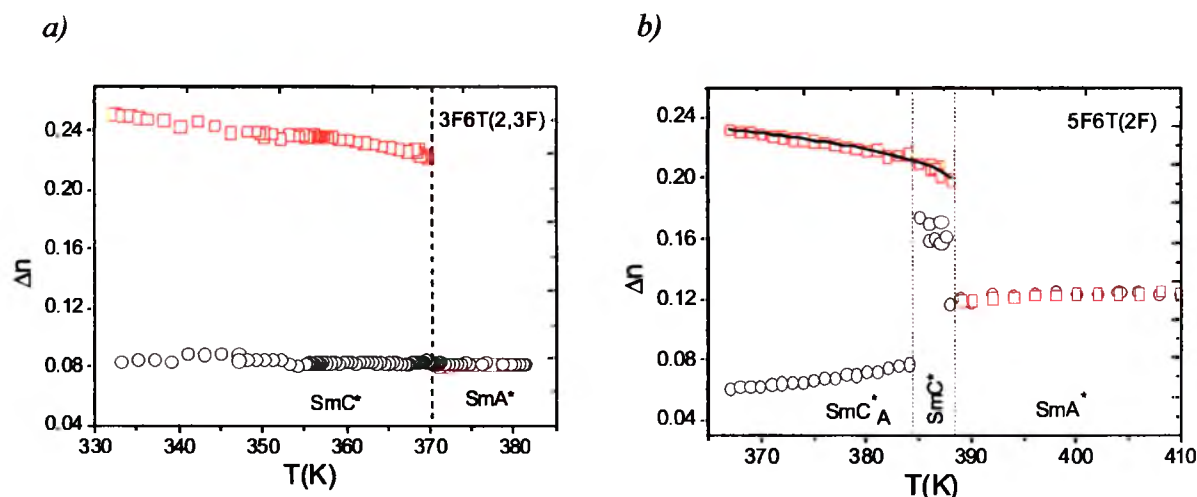 a)
3F6T(2,3F)
0.24
0.20
0.16
0.12
0.08
0.04
Δn
SmC*
SmA*
330 340 350 360 370 380
T(K)
b)
5F6T(2F)
0.24
0.20
0.16
0.12
0.08
0.04
Δn
SmC*A
SmC*
SmA*
370 380 390 400 410
T(K)